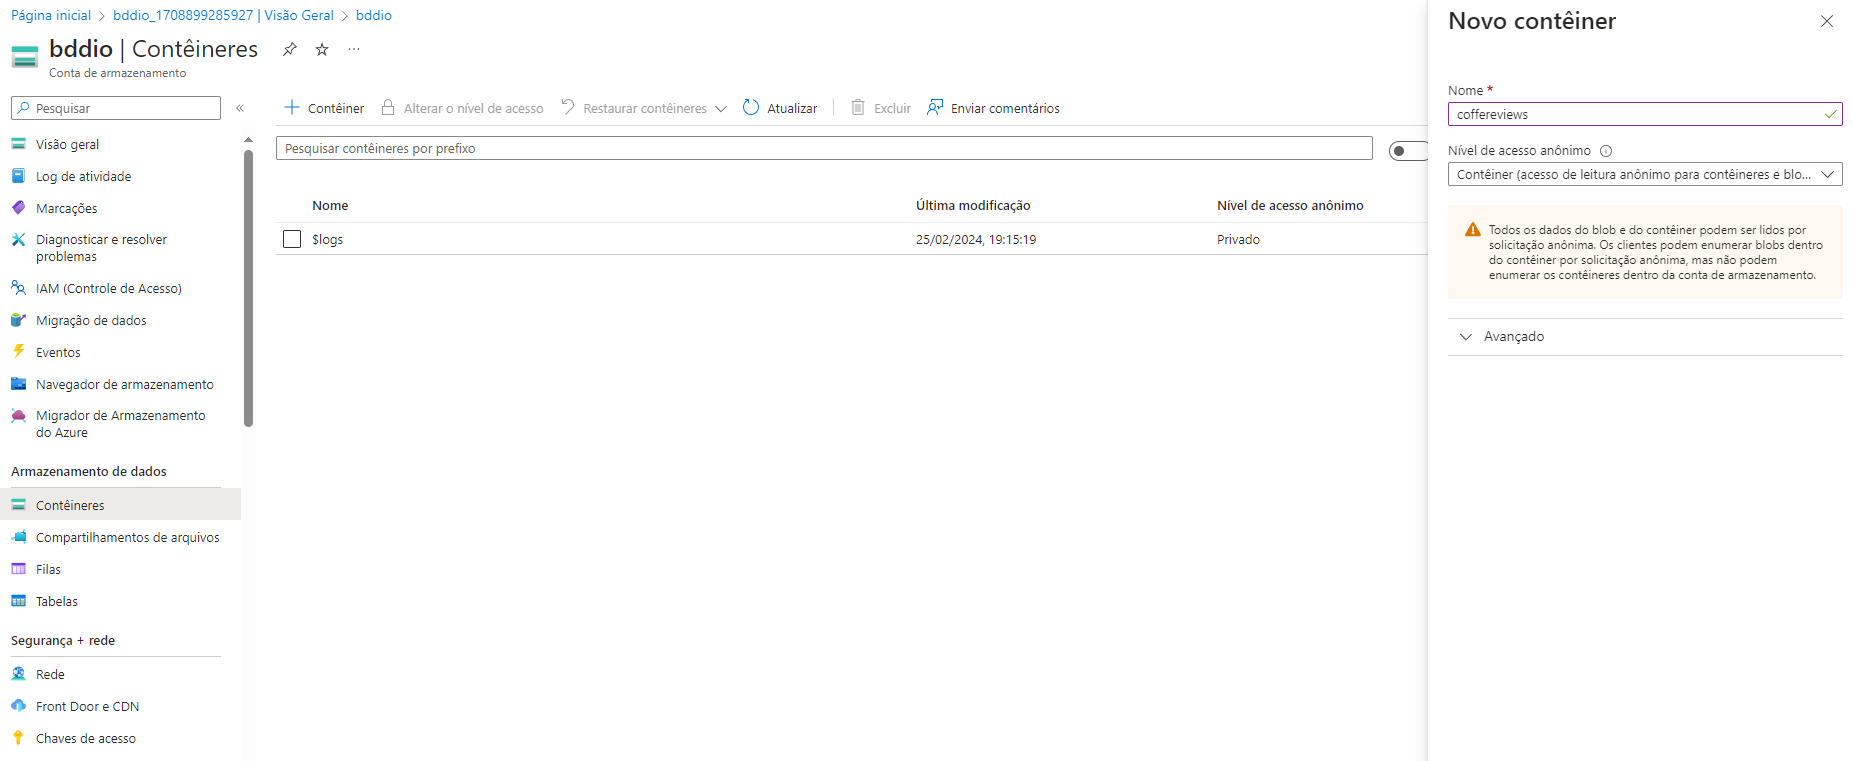 Página inicial > bddio_1708899285927 | Visão Geral > bddio
bddio | Contêineres
Conta de armazenamento
Pesquisar
Visão geral
Log de atividade
Marcações
Diagnosticar e resolver
problemas
IAM (Controle de Acesso)
Migração de dados
Eventos
Navegador de armazenamento
Migrador de Armazenamento
do Azure
Armazenamento de dados
Contêineres
Compartilhamentos de arquivos
Filas
Tabelas
Segurança + rede
Rede
Front Door e CDN
Chaves de acesso
Contêiner Alterar o nível de acesso Restaurar contêineres Atualizar Excluir Enviar comentários
Pesquisar contêineres por prefixo
Nome Última modificação Nível de acesso anônimo
$logs 25/02/2024, 19:15:19 Privado
Novo contêiner
Nome *
coffereviews
Nível de acesso anônimo
Contêiner (acesso de leitura anônimo para contêineres e blo...
Todos os dados do blob e do contêiner podem ser lidos por
solicitação anônima. Os clientes podem enumerar blobs dentro
do contêiner por solicitação anônima, mas não podem
enumerar os contêineres dentro da conta de armazenamento.
Avançado